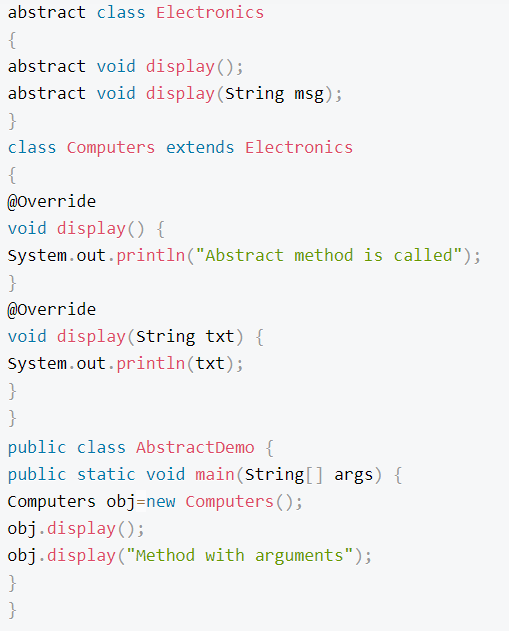 abstract class Electronics
{
abstract void display();
abstract void display(String msg);
}
class Computers extends Electronics
{
@Override
void display() {
System.out.println("Abstract method is called");
}
@Override
void display(String txt) {
System.out.println(txt);
}
}
public class AbstractDemo {
public static void main(String[] args) {
Computers obj=new Computers();
obj.display();
obj.display("Method with arguments");
}
}